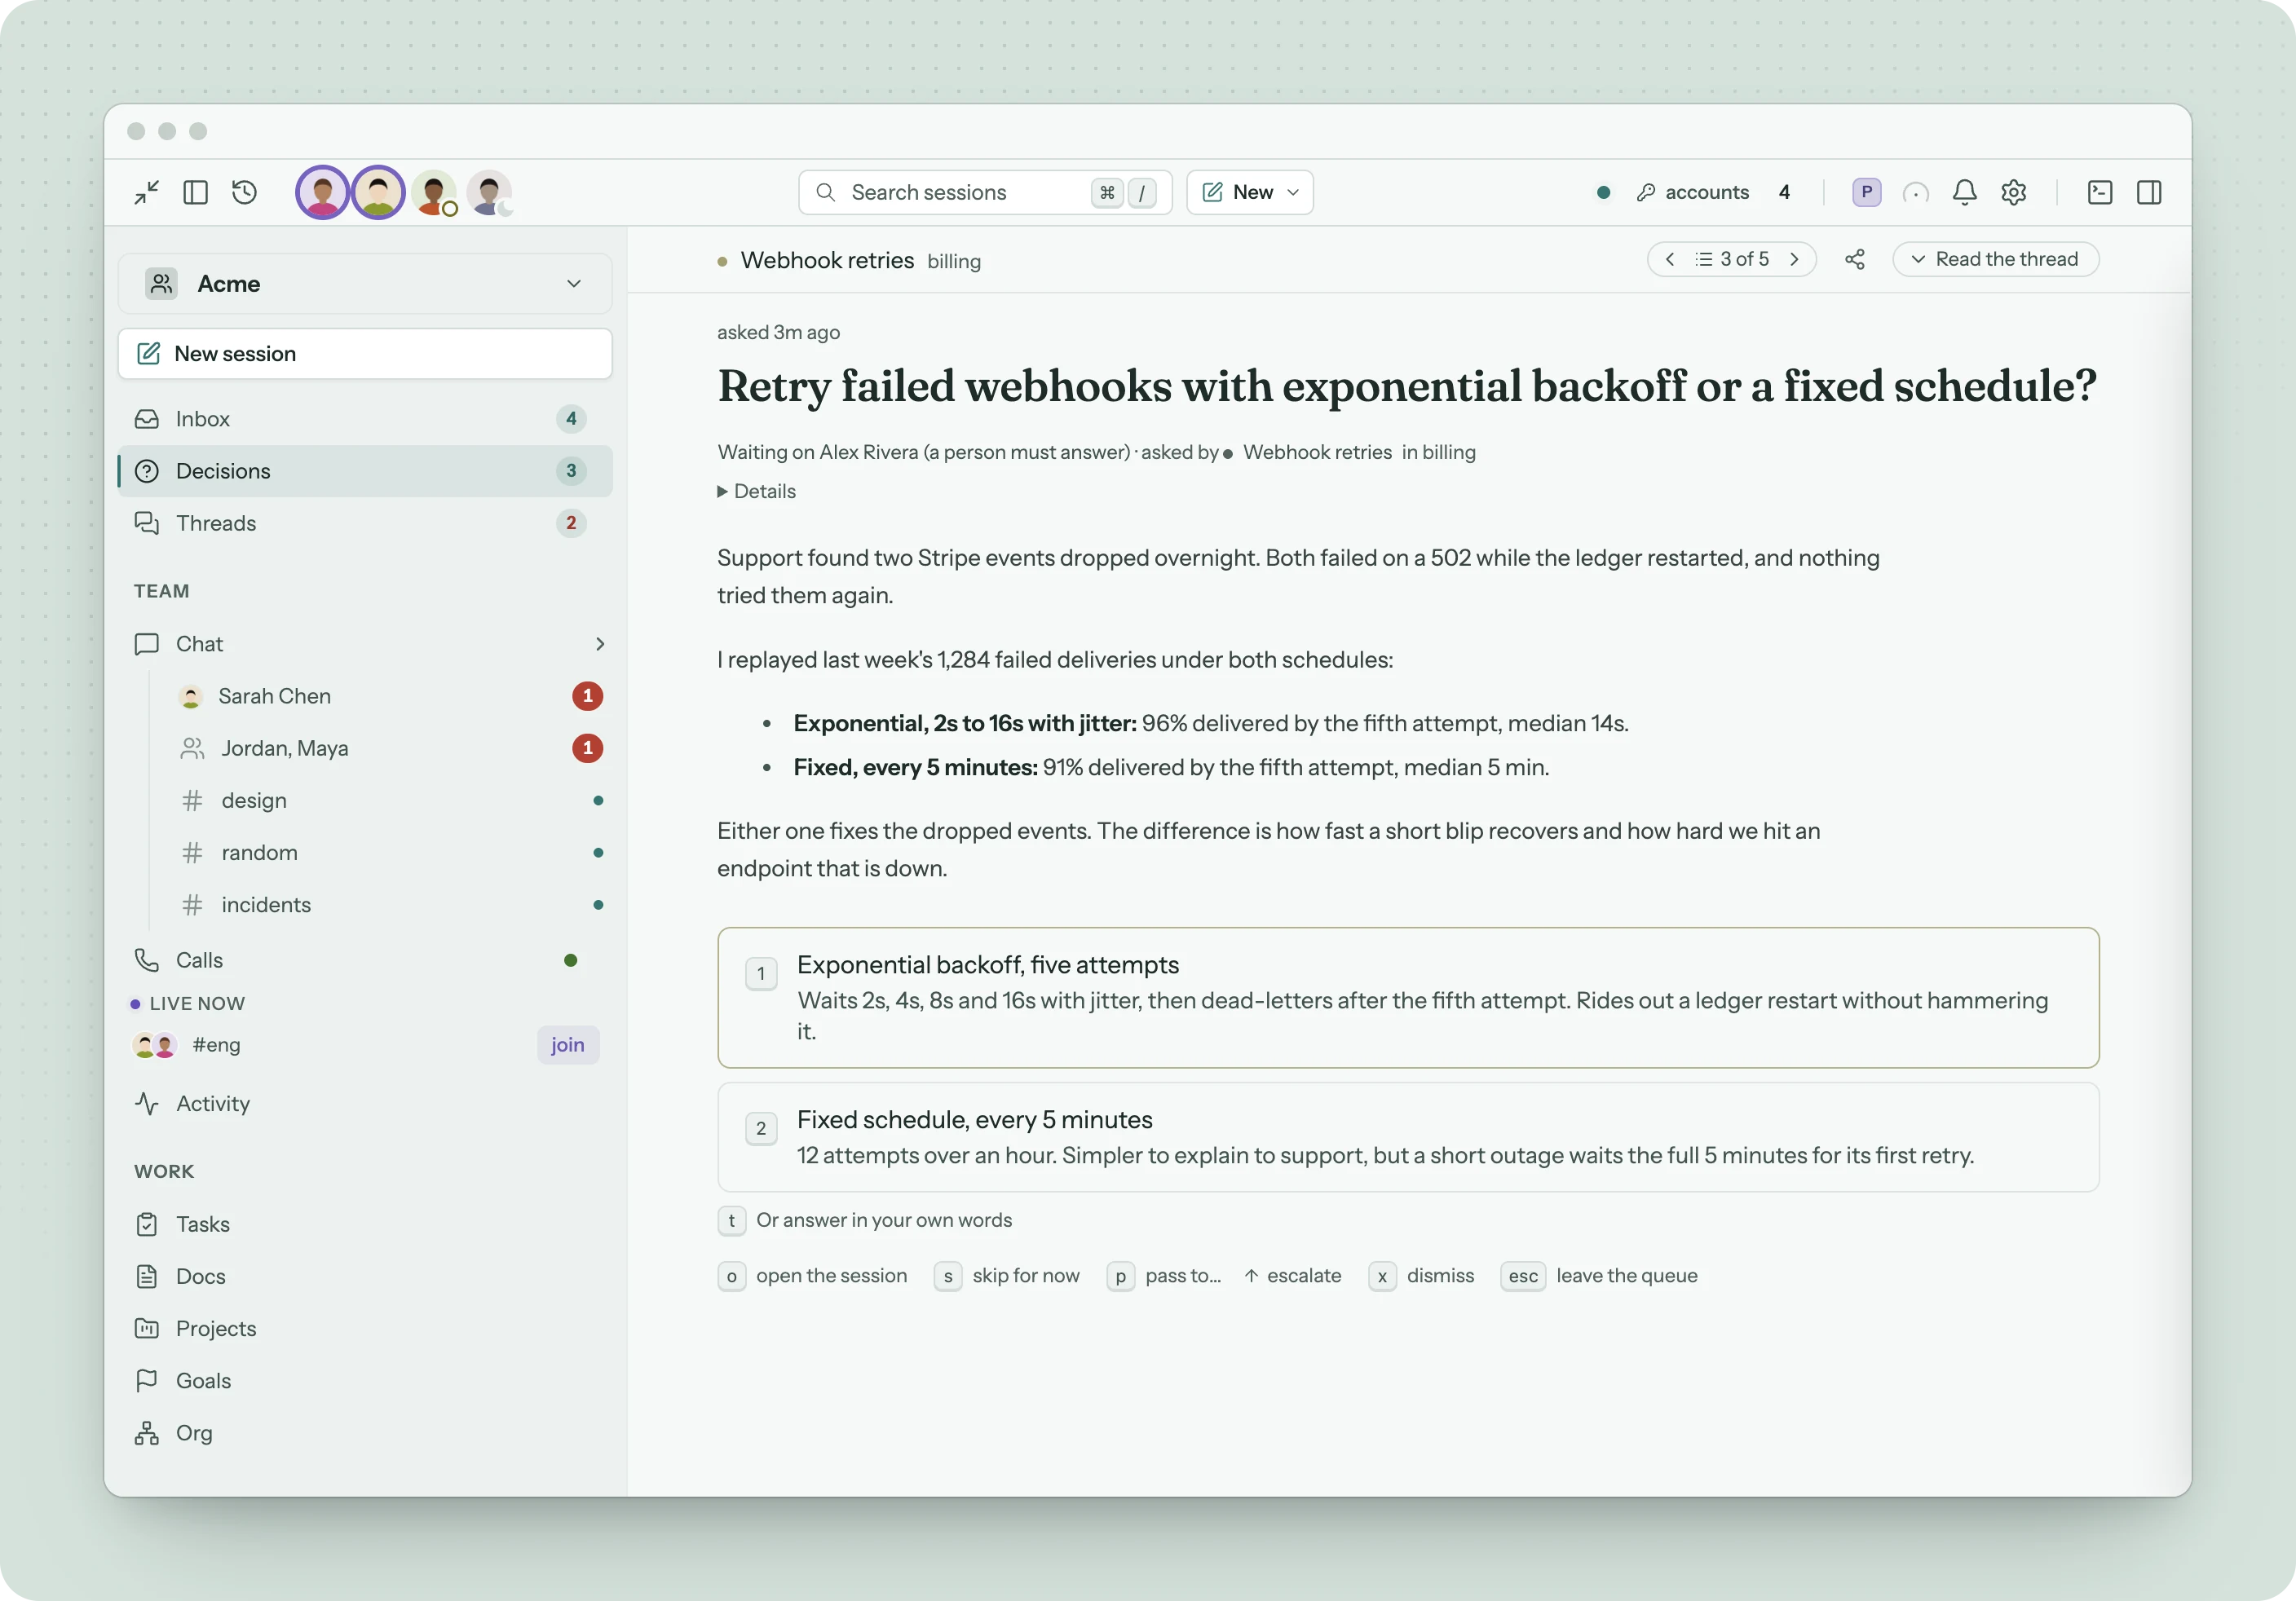 Search sessions ⌘ /
New
accounts 4
P
Acme
New session
Inbox 4
Decisions 3
Threads 2
TEAM
Chat
Sarah Chen 1
Jordan, Maya 1
# design
# random
# incidents
Calls
LIVE NOW
#eng join
Activity
WORK
Tasks
Docs
Projects
Goals
Org
Webhook retries billing
3 of 5
Read the thread
asked 3m ago
Retry failed webhooks with exponential backoff or a fixed schedule?
Waiting on Alex Rivera (a person must answer) · asked by ● Webhook retries in billing
▶ Details
Support found two Stripe events dropped overnight. Both failed on a 502 while the ledger restarted, and nothing
tried them again.
I replayed last week's 1,284 failed deliveries under both schedules:
• Exponential, 2s to 16s with jitter: 96% delivered by the fifth attempt, median 14s.
• Fixed, every 5 minutes: 91% delivered by the fifth attempt, median 5 min.
Either one fixes the dropped events. The difference is how fast a short blip recovers and how hard we hit an
endpoint that is down.
1 Exponential backoff, five attempts
Waits 2s, 4s, 8s and 16s with jitter, then dead-letters after the fifth attempt. Rides out a ledger restart without hammering
it.
2 Fixed schedule, every 5 minutes
12 attempts over an hour. Simpler to explain to support, but a short outage waits the full 5 minutes for its first retry.
t Or answer in your own words
o open the session s skip for now p pass to… ↑ escalate x dismiss esc leave the queue